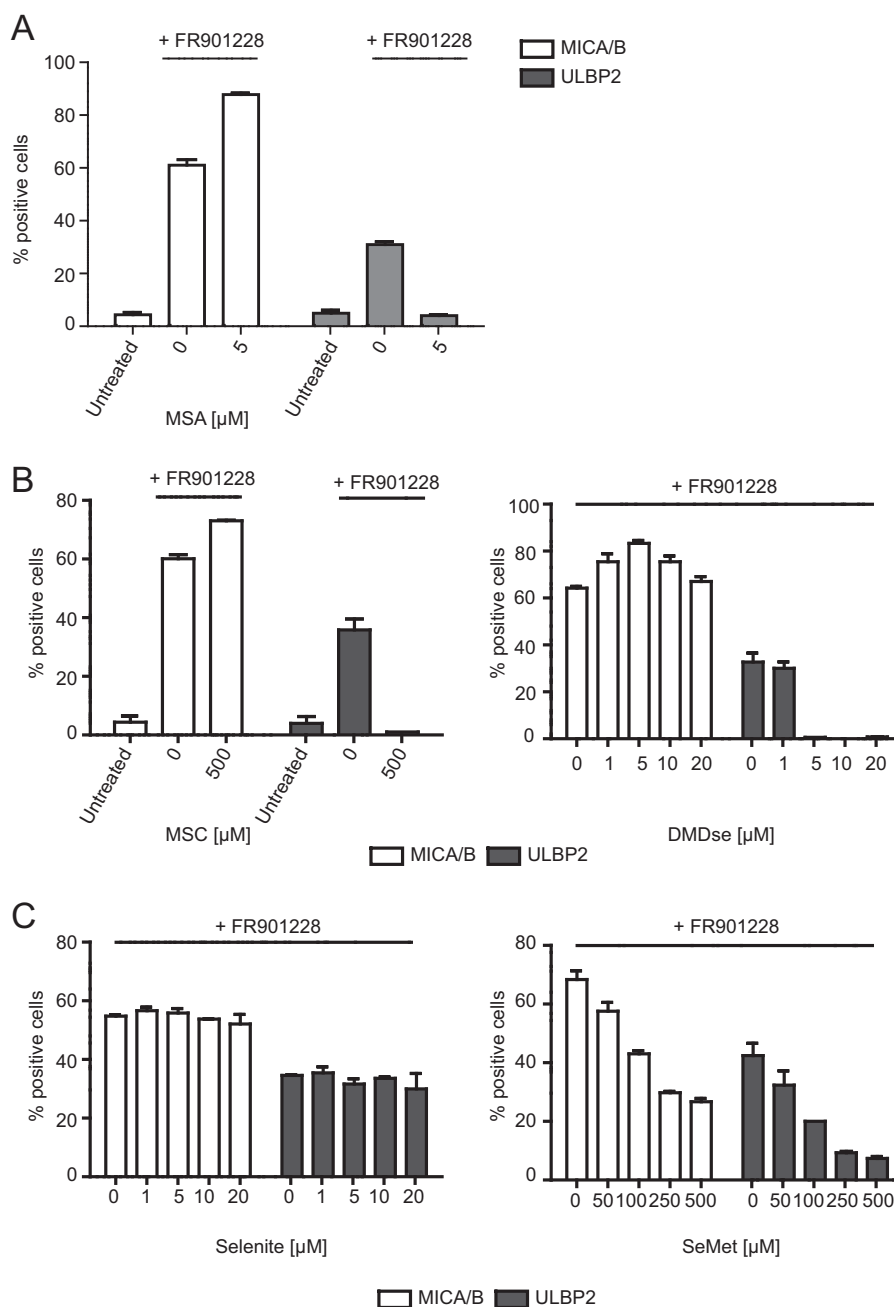 A
+ FR901228
+ FR901228
MICA/B
ULBP2
100
80
60
40
20
0
% positive cells
Untreated
0
5
Untreated
0
5
MSA [µM]
B
+ FR901228
+ FR901228
80
60
40
20
0
% positive cells
Untreated
0
500
Untreated
0
500
MSC [µM]
+ FR901228
100
80
60
40
20
0
% positive cells
0 1 5 10 20 0 1 5 10 20
DMDse [µM]
MICA/B ULBP2
C
+ FR901228
80
60
40
20
0
% positive cells
0 1 5 10 20 0 1 5 10 20
Selenite [µM]
+ FR901228
80
60
40
20
0
% positive cells
0 50 100 250 500 0 50 100 250 500
SeMet [µM]
MICA/B ULBP2